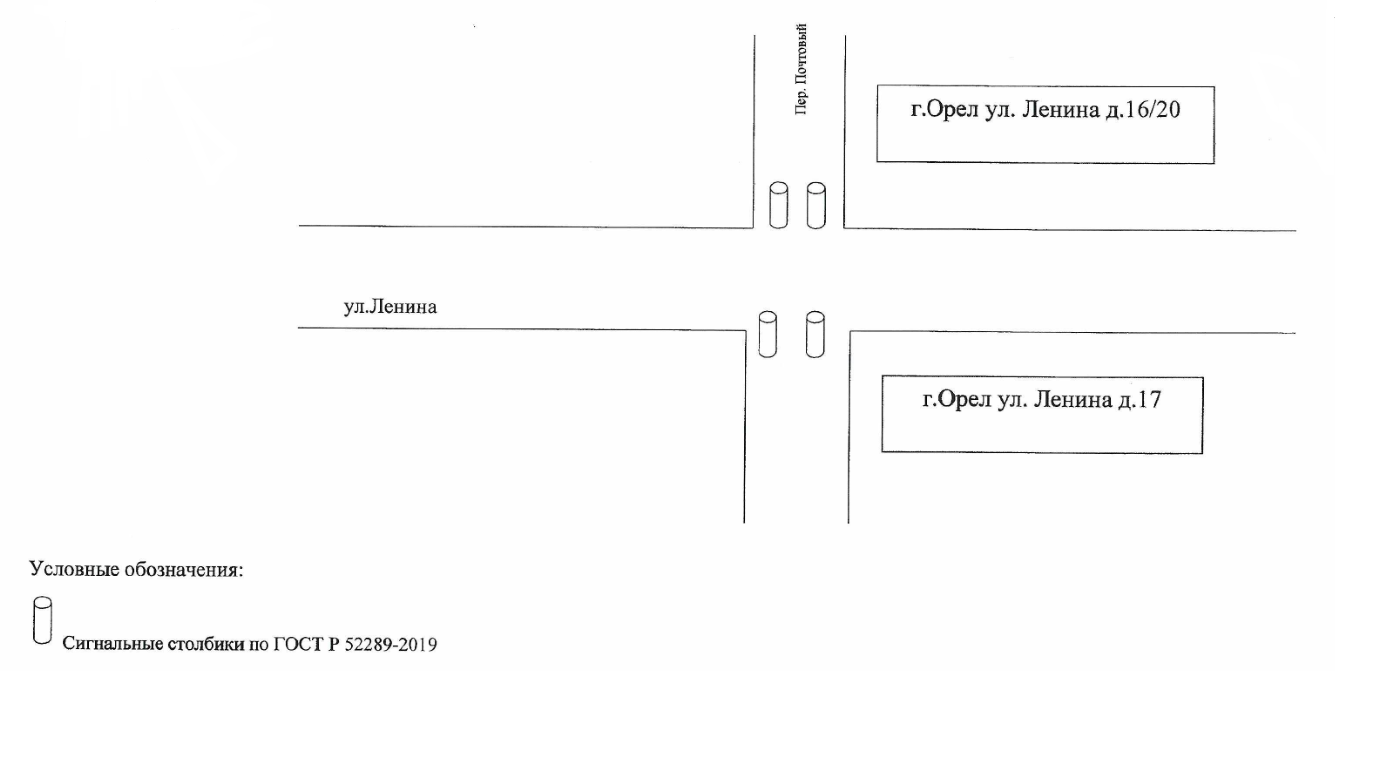 Пер. Почтовый
г.Орел ул. Ленина д.16/20
ул.Ленина
г.Орел ул. Ленина д.17
Условные обозначения:
Сигнальные столбики по ГОСТ Р 52289-2019